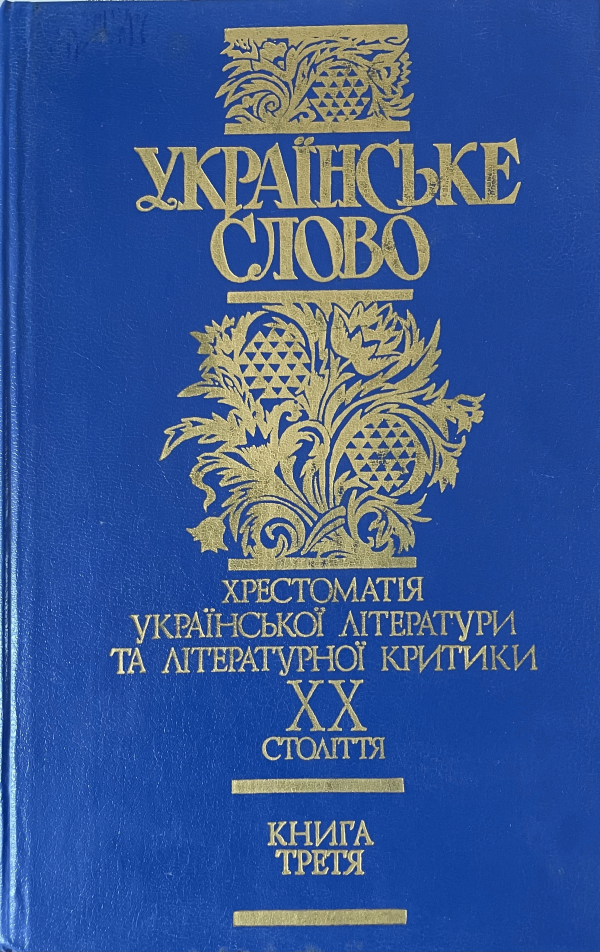 УКРАЇНСЬКЕ
СЛОВО
ХРЕСТОМАТІЯ
УКРАЇНСЬКОЇ ЛІТЕРАТУРИ
ТА ЛІТЕРАТУРНОЇ КРИТИКИ
XX
СТОЛІТТЯ
КНИГА
ТРЕТЯ